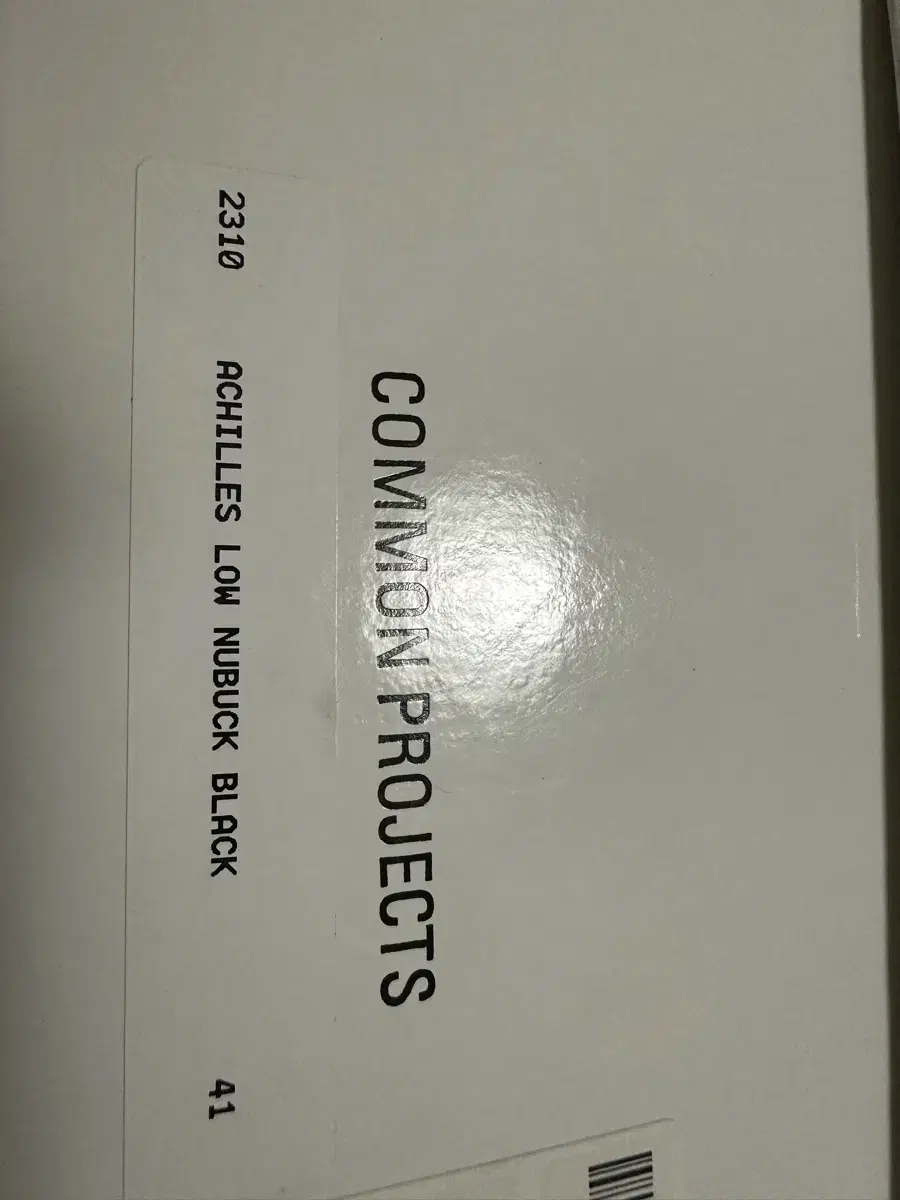 COMMON PROJECTS
2310 ACHILLES LOW NUBUCK BLACK 41